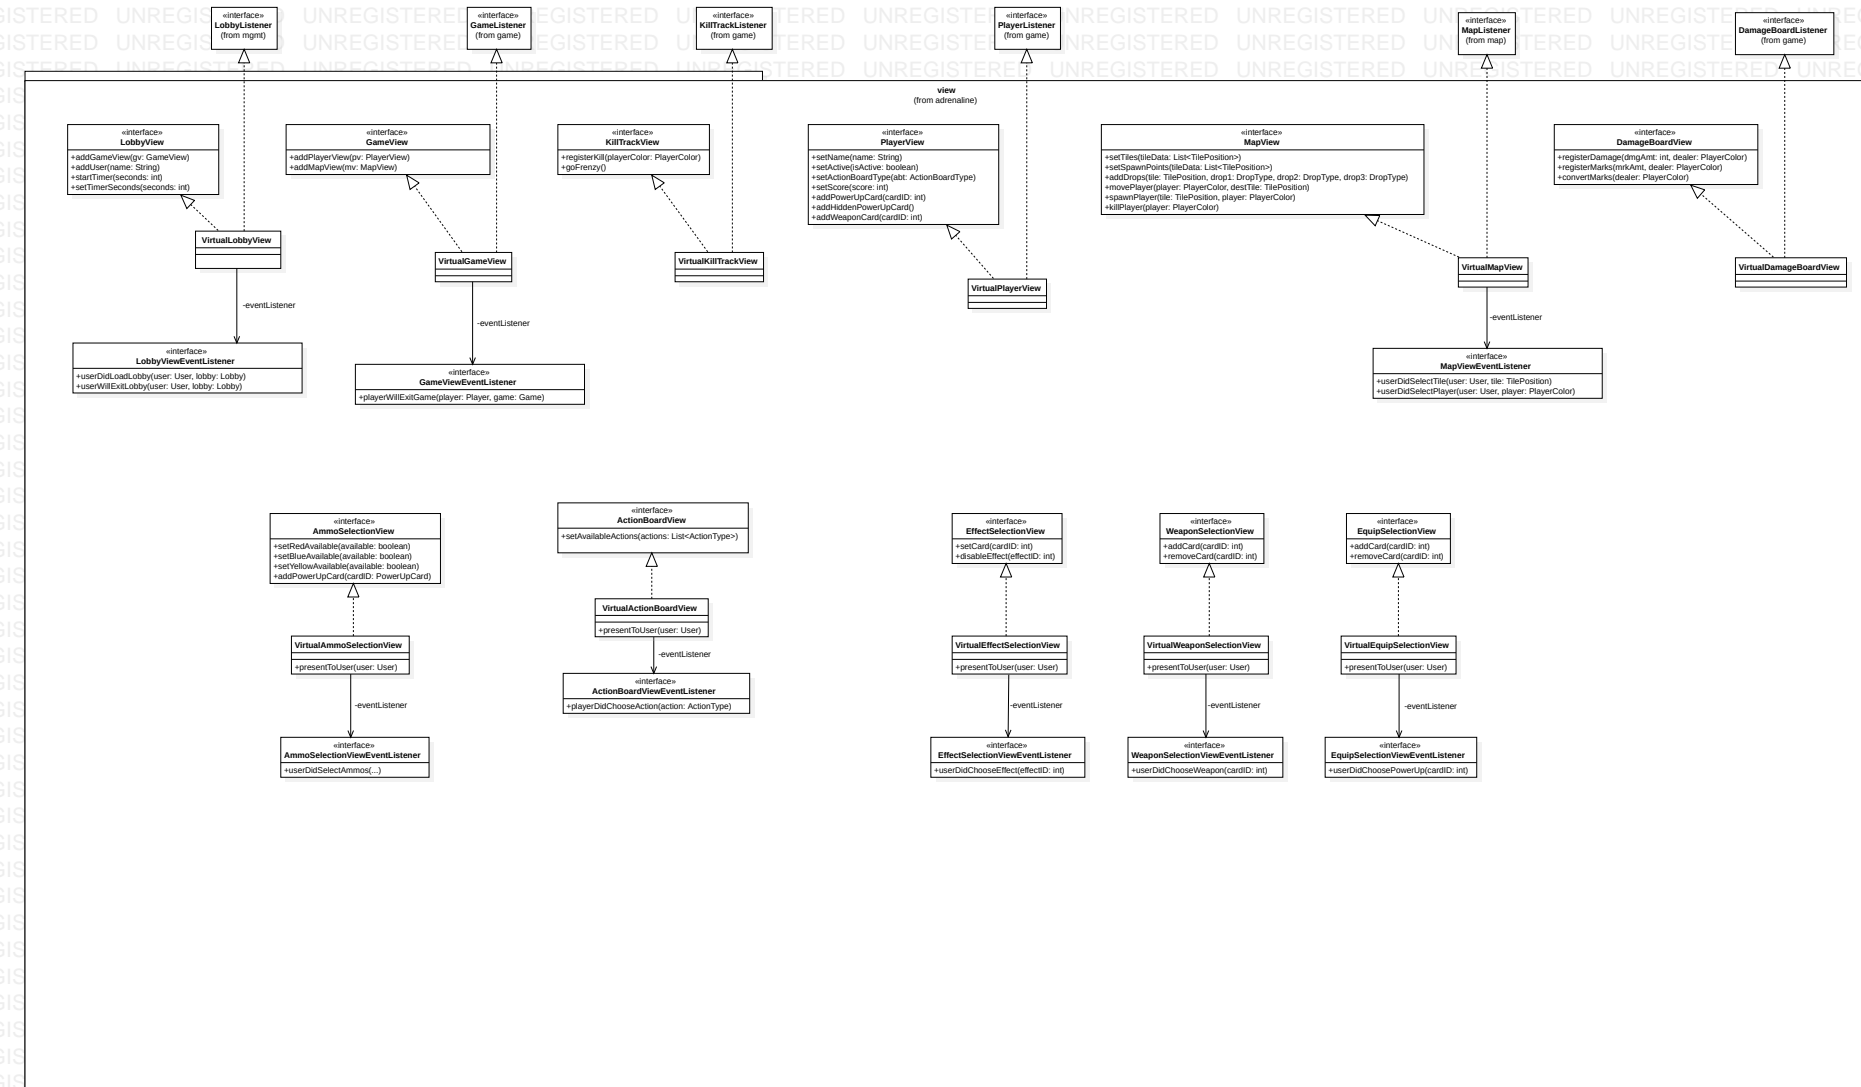 «interface»
LobbyListener
(from mgmt)
«interface»
GameListener
(from game)
«interface»
KillTrackListener
(from game)
«interface»
PlayerListener
(from game)
«interface»
MapListener
(from map)
«interface»
DamageBoardListener
(from game)
view
(from adrenaline)
«interface»
LobbyView
+addGameView(gv: GameView)
+addUser(name: String)
+startTimer(seconds: int)
+setTimerSeconds(seconds: int)
«interface»
GameView
+addPlayerView(pv: PlayerView)
+addMapView(mv: MapView)
«interface»
KillTrackView
+registerKill(playerColor: PlayerColor)
+goFrenzy()
«interface»
PlayerView
+setName(name: String)
+setActive(isActive: boolean)
+setActionBoardType(abt: ActionBoardType)
+setScore(score: int)
+addPowerUpCard(cardID: int)
+addHiddenPowerUpCard()
+addWeaponCard(cardID: int)
«interface»
MapView
+setTiles(tileData: List<TilePosition>)
+setSpawnPoints(tileData: List<TilePosition>)
+addDrops(tile: TilePosition, drop1: DropType, drop2: DropType, drop3: DropType)
+movePlayer(player: PlayerColor, destTile: TilePosition)
+spawnPlayer(tile: TilePosition, player: PlayerColor)
+killPlayer(player: PlayerColor)
«interface»
DamageBoardView
+registerDamage(dmgAmt: int, dealer: PlayerColor)
+registerMarks(mrkAmt, dealer: PlayerColor)
+convertMarks(dealer: PlayerColor)
VirtualLobbyView
VirtualGameView
VirtualKillTrackView
VirtualPlayerView
VirtualMapView
VirtualDamageBoardView
-eventListener
-eventListener
-eventListener
«interface»
LobbyViewEventListener
+userDidLoadLobby(user: User, lobby: Lobby)
+userWillExitLobby(user: User, lobby: Lobby)
«interface»
GameViewEventListener
+playerWillExitGame(player: Player, game: Game)
«interface»
MapViewEventListener
+userDidSelectTile(user: User, tile: TilePosition)
+userDidSelectPlayer(user: User, player: PlayerColor)
«interface»
AmmoSelectionView
+setRedAvailable(available: boolean)
+setBlueAvailable(available: boolean)
+setYellowAvailable(available: boolean)
+addPowerUpCard(cardID: PowerUpCard)
«interface»
ActionBoardView
+setAvailableActions(actions: List<ActionType>)
«interface»
EffectSelectionView
+setCard(cardID: int)
+disableEffect(effectID: int)
«interface»
WeaponSelectionView
+addCard(cardID: int)
+removeCard(cardID: int)
«interface»
EquipSelectionView
+addCard(cardID: int)
+removeCard(cardID: int)
VirtualAmmoSelectionView
+presentToUser(user: User)
VirtualActionBoardView
+presentToUser(user: User)
VirtualEffectSelectionView
+presentToUser(user: User)
VirtualWeaponSelectionView
+presentToUser(user: User)
VirtualEquipSelectionView
+presentToUser(user: User)
-eventListener
-eventListener
-eventListener
-eventListener
-eventListener
«interface»
AmmoSelectionViewEventListener
+userDidSelectAmmos(...)
«interface»
ActionBoardViewEventListener
+playerDidChooseAction(action: ActionType)
«interface»
EffectSelectionViewEventListener
+userDidChooseEffect(effectID: int)
«interface»
WeaponSelectionViewEventListener
+userDidChooseWeapon(cardID: int)
«interface»
EquipSelectionViewEventListener
+userDidChoosePowerUp(cardID: int)